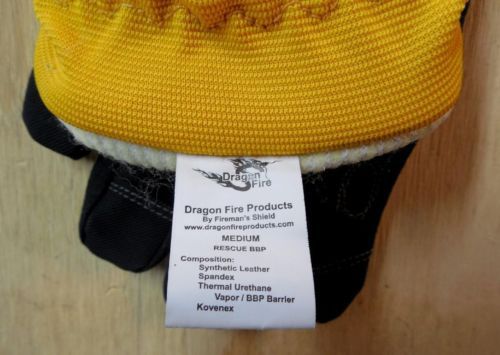 Dragon
Fire
Dragon Fire Products
By Fireman's Shield
www.dragonfireproducts.com
MEDIUM
RESCUE BBP
Composition:
Synthetic Leather
Spandex
Thermal Urethane
Vapor / BBP Barrier
Kovenex